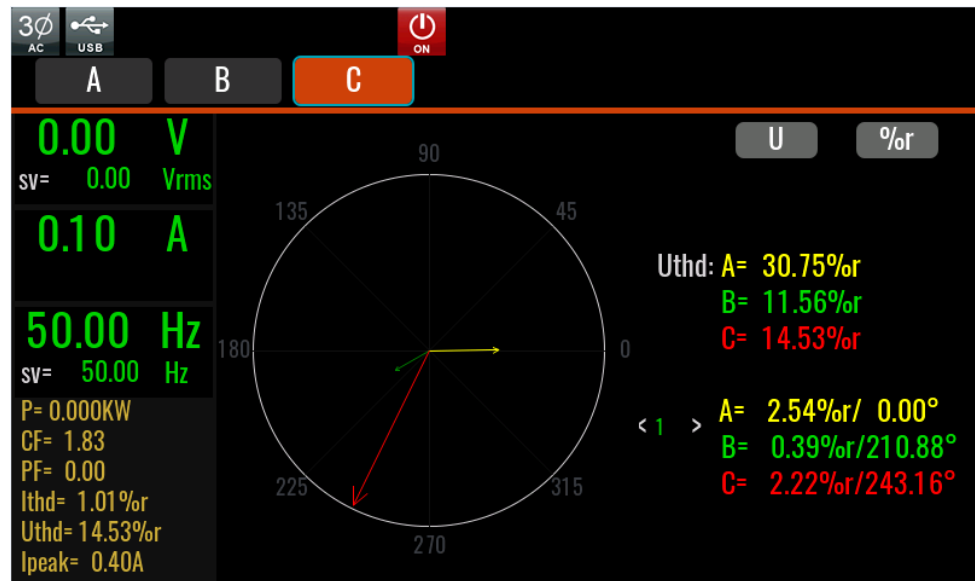 3Ø
AC
USB
ON
A
B
C
0.00 V
sv= 0.00 Vrms
0.10 A
50.00 Hz
sv= 50.00 Hz
P= 0.000KW
CF= 1.83
PF= 0.00
Ithd= 1.01%r
Uthd= 14.53%r
Ipeak= 0.40A
90
135
45
180
0
225
315
270
U
%r
Uthd: A= 30.75%r
B= 11.56%r
C= 14.53%r
< 1 >
A= 2.54%r/ 0.00°
B= 0.39%r/210.88°
C= 2.22%r/243.16°